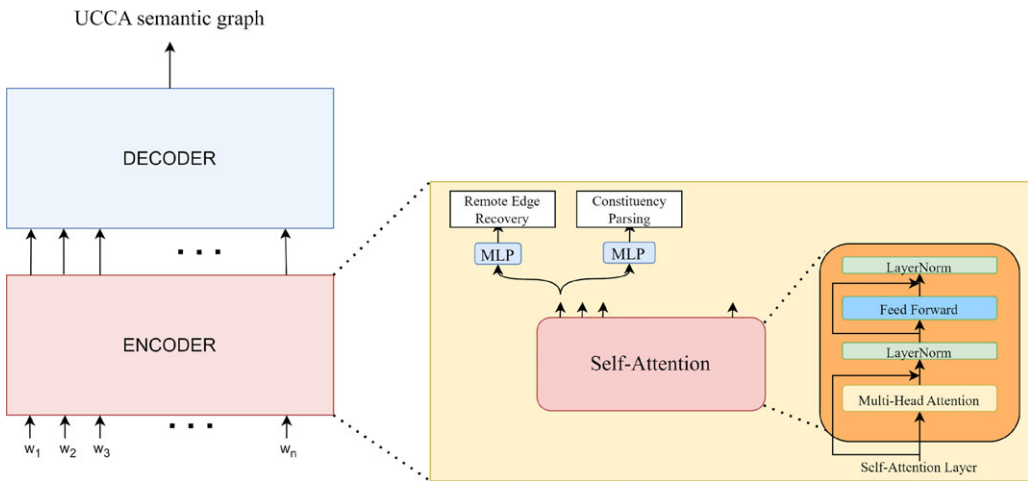 UCCA semantic graph
DECODER
. . .
ENCODER
. . .
w1 w2 w3 wn
Remote Edge
Recovery
Constituency
Parsing
MLP
MLP
Self-Attention
LayerNorm
Feed Forward
LayerNorm
Multi-Head Attention
Self-Attention Layer